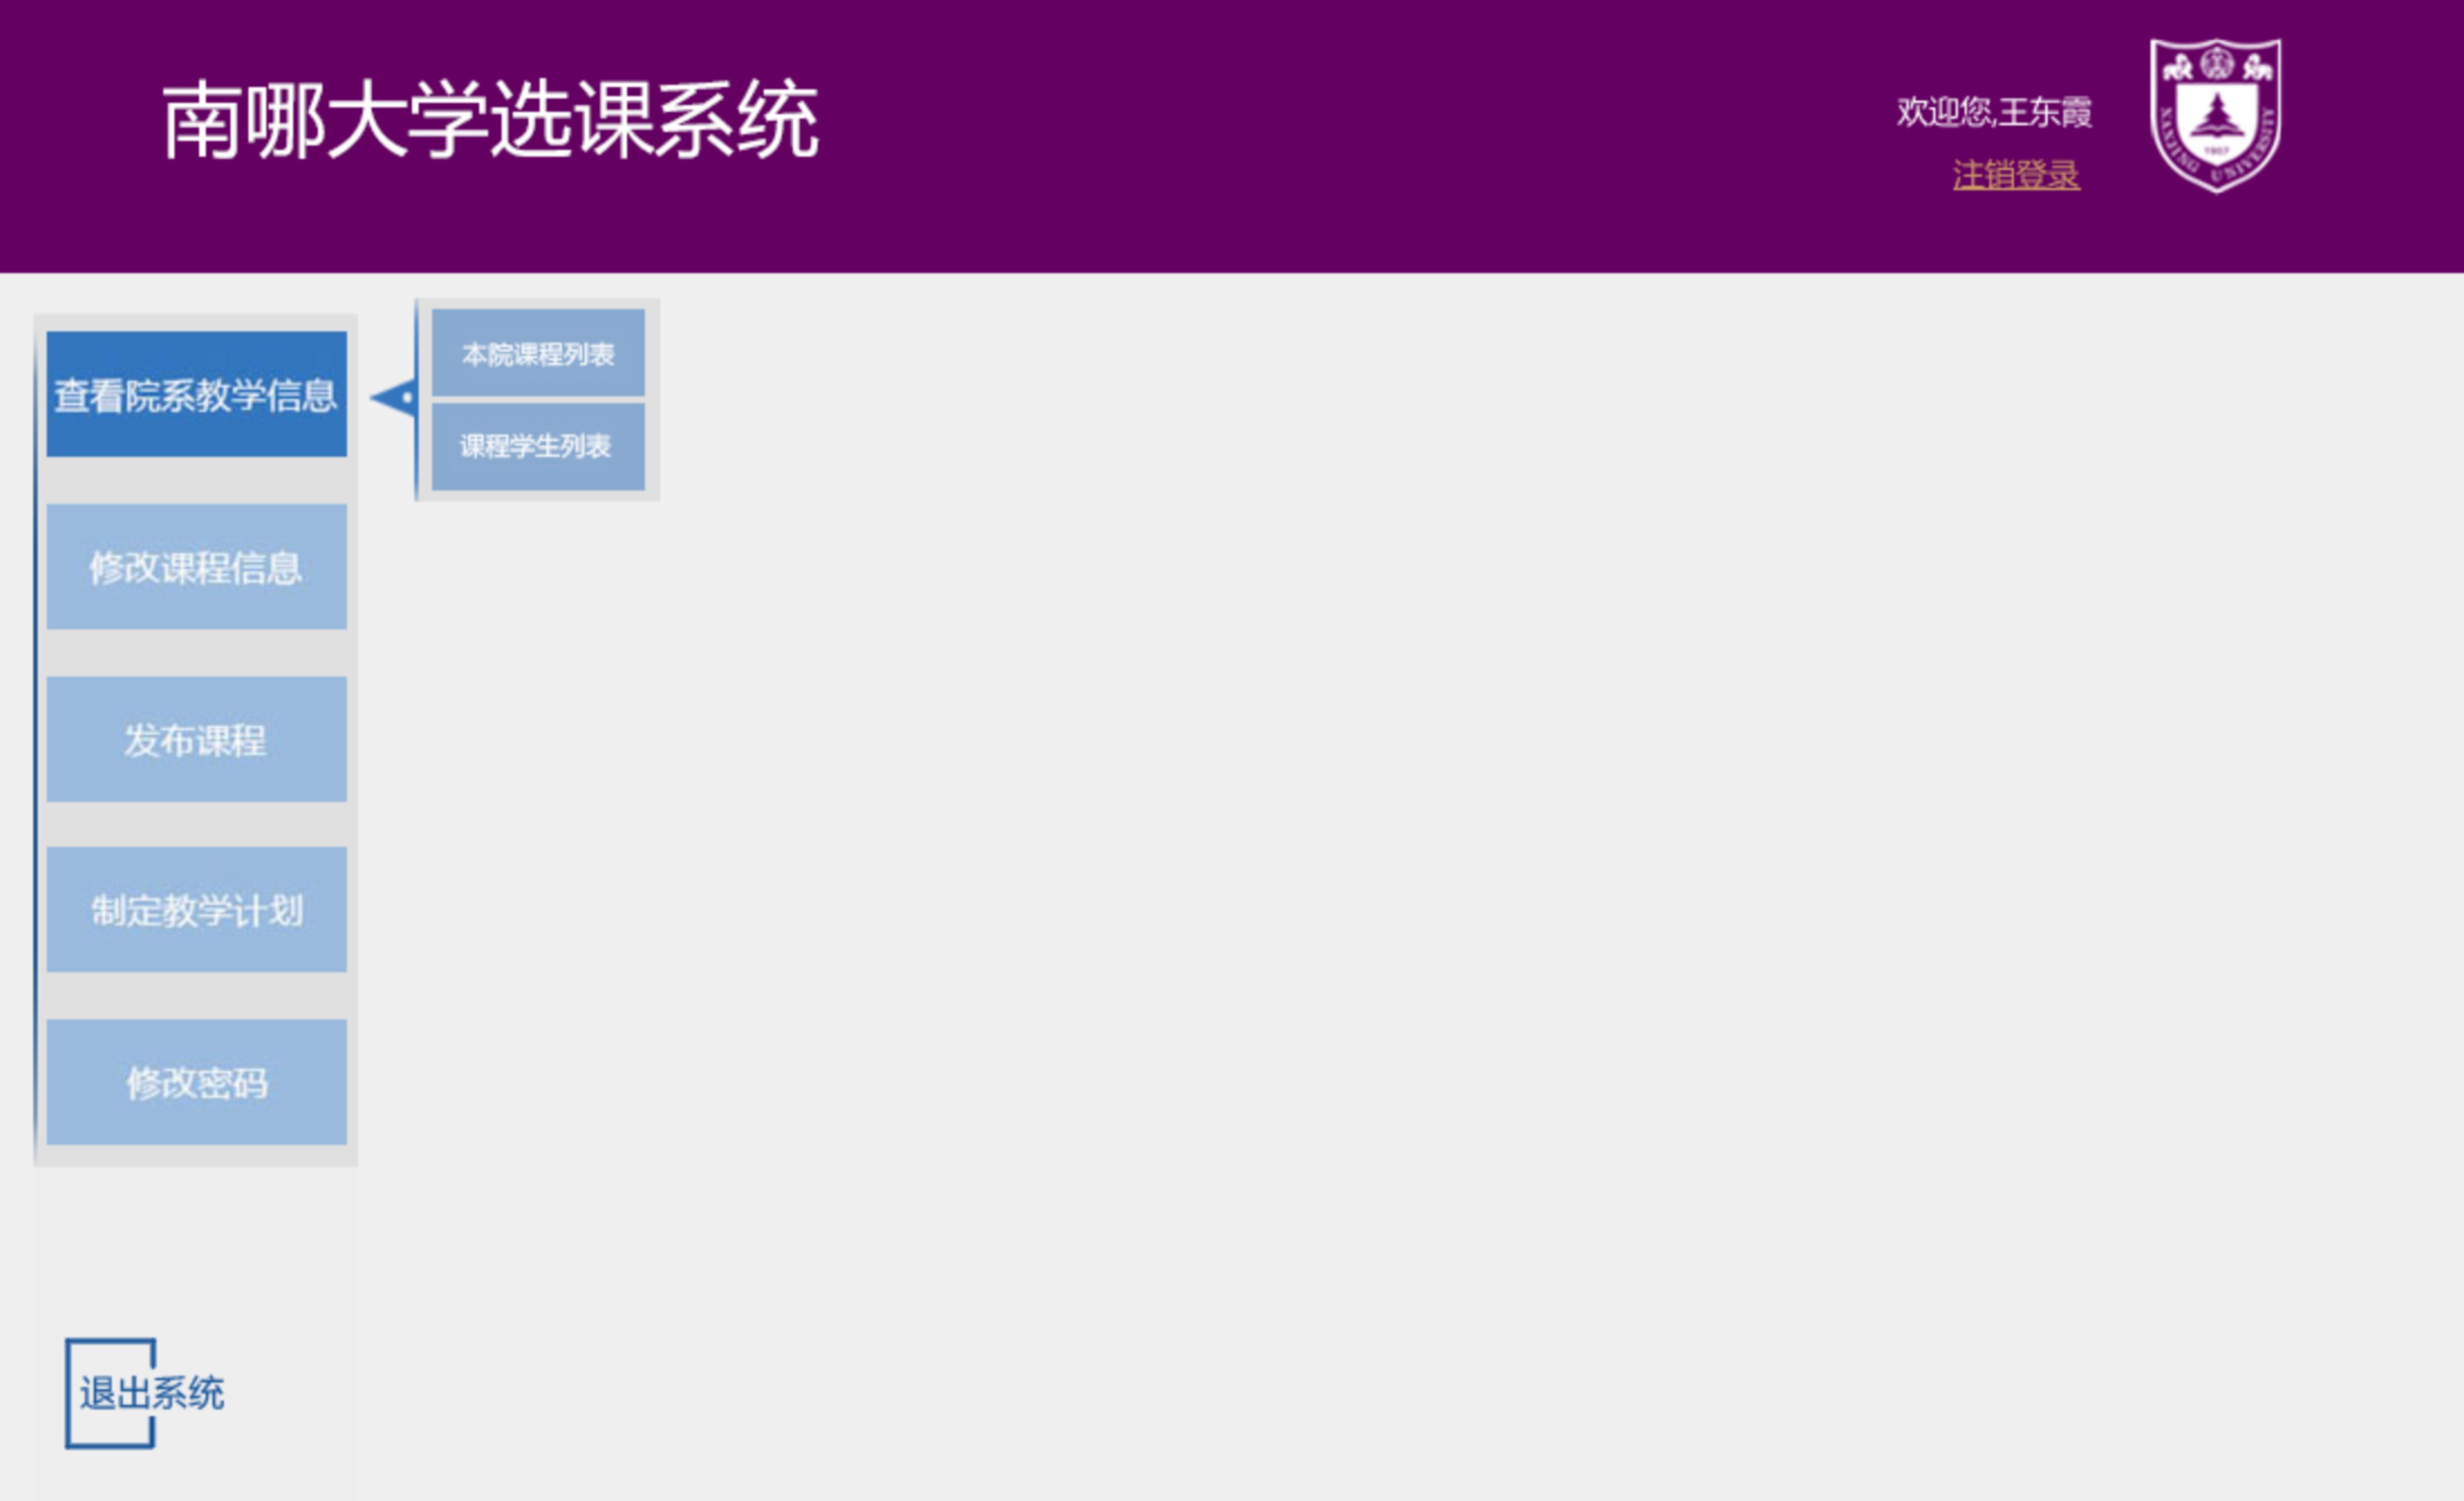 南哪大学选课系统
欢迎您,王东霞
注销登录
NANJING UNIVERSITY
1902
查看院系教学信息
本院课程列表
课程学生列表
修改课程信息
发布课程
制定教学计划
修改密码
退出系统